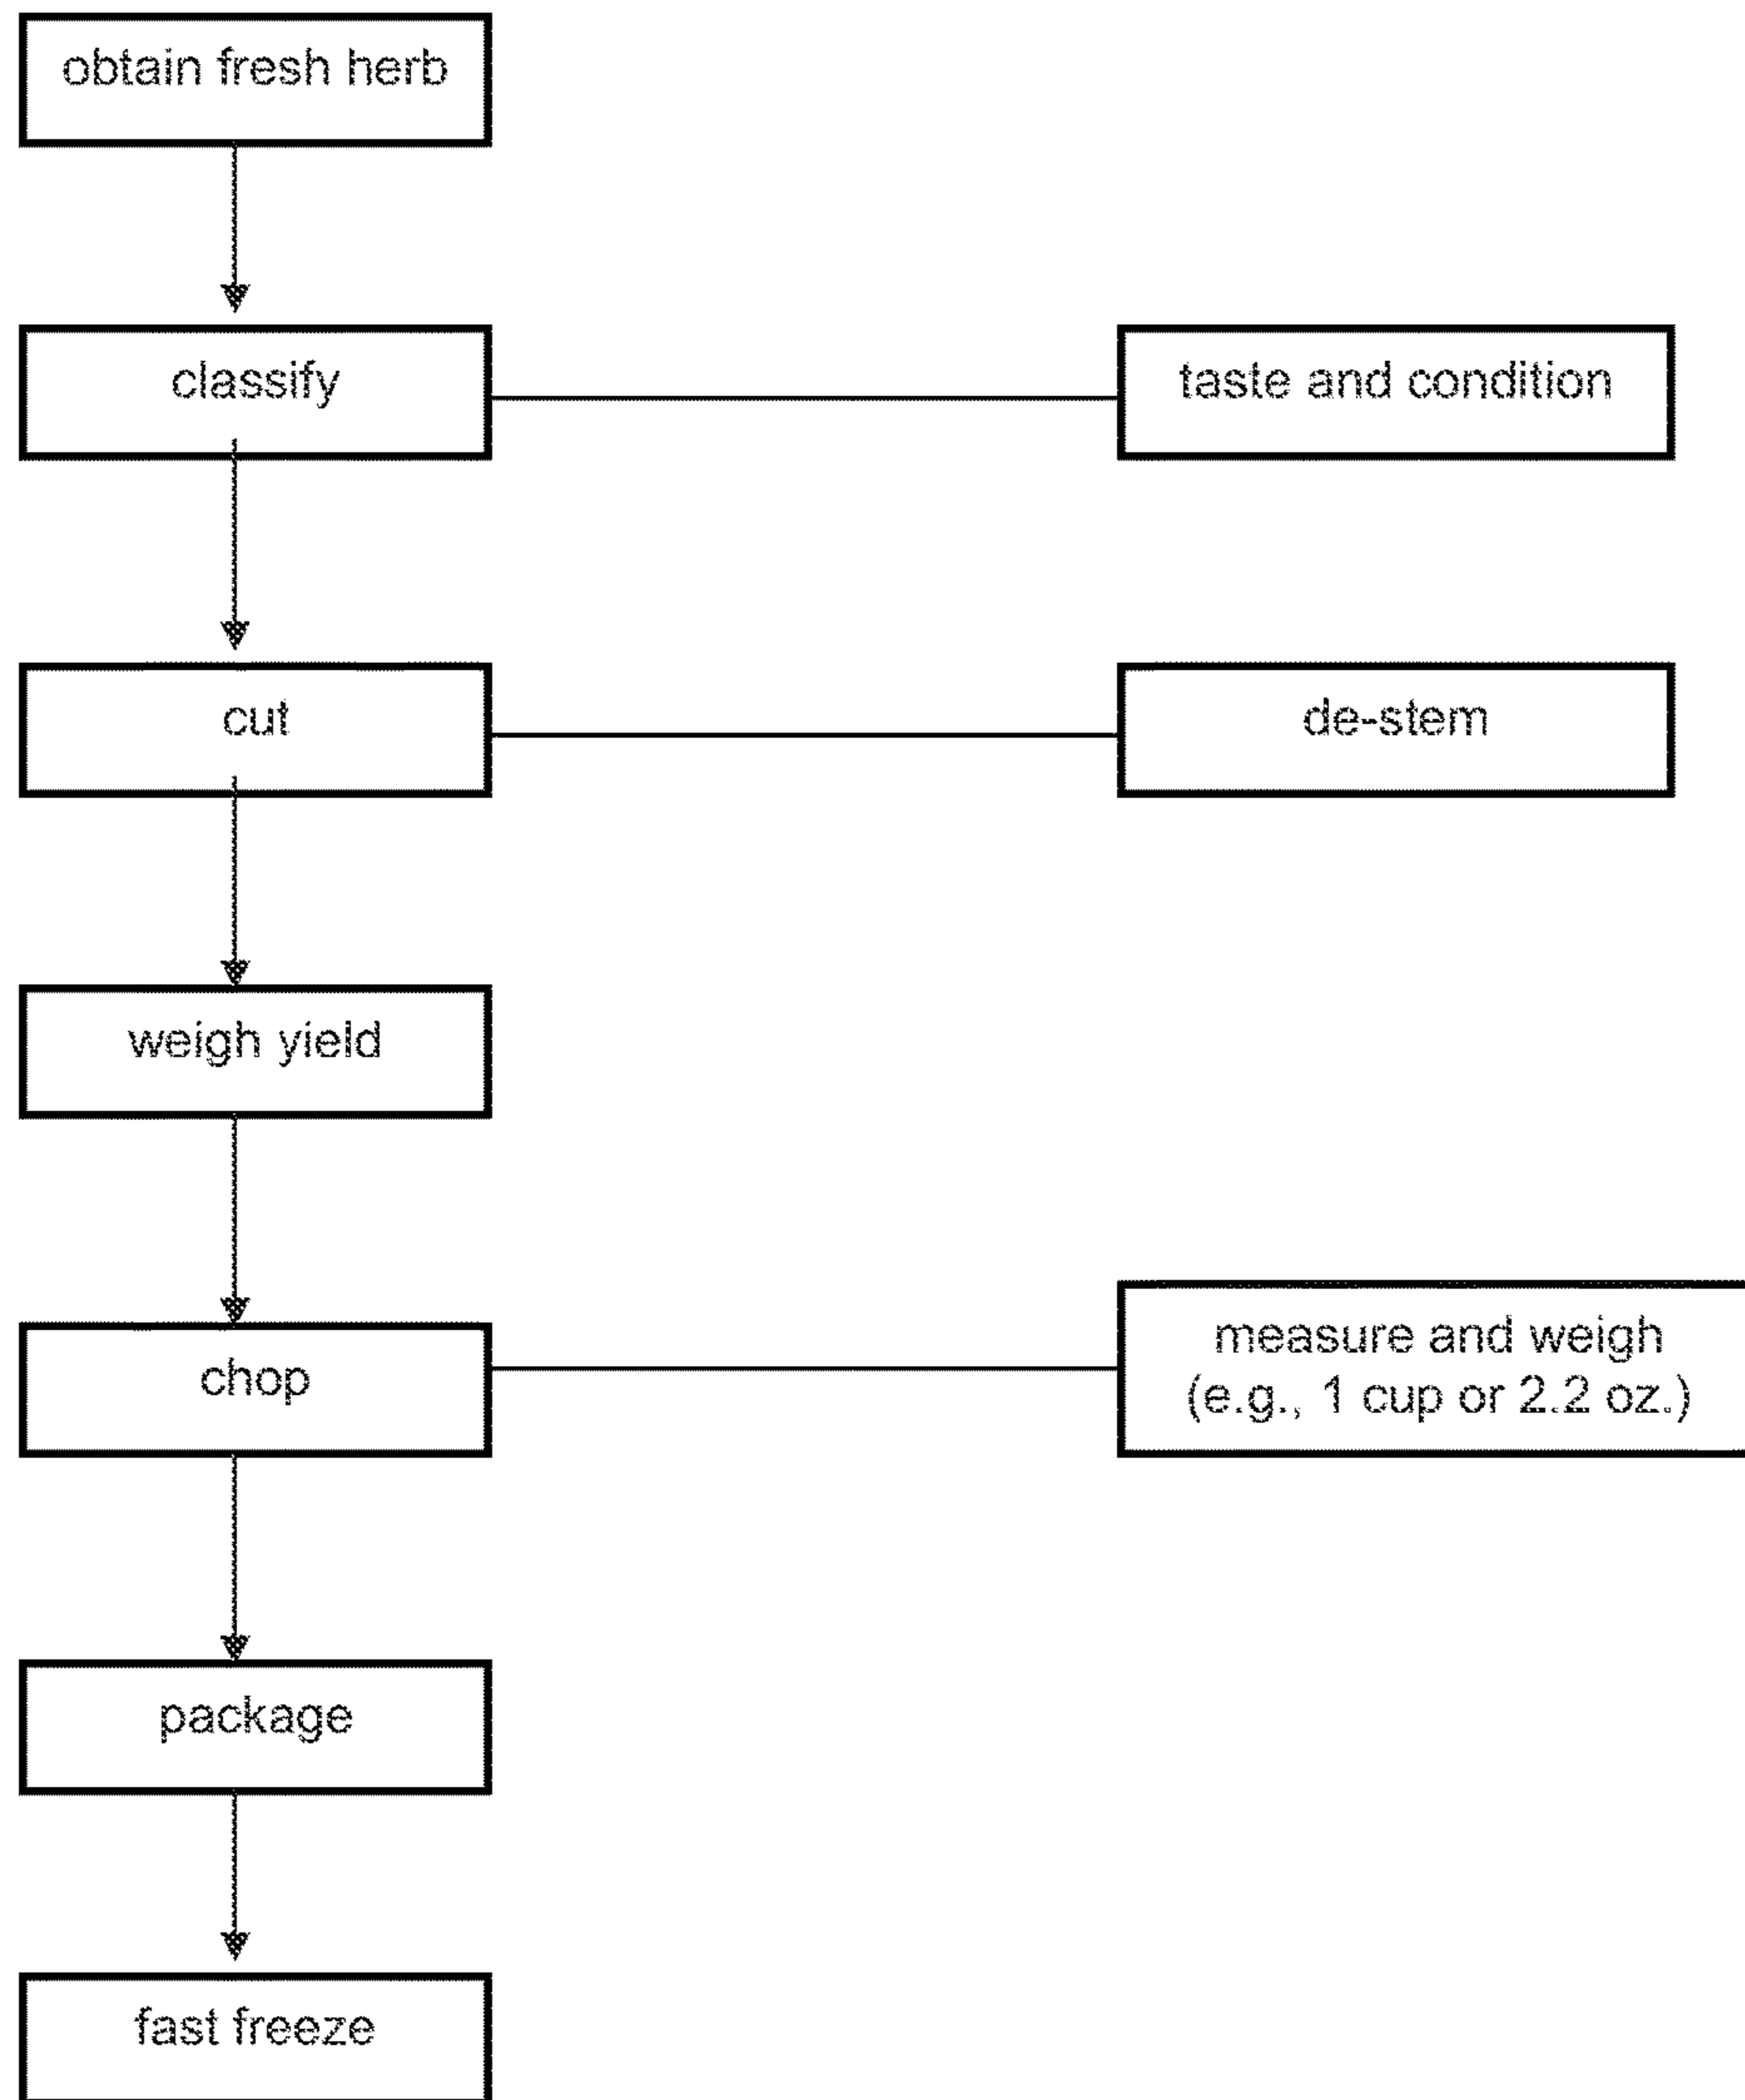 obtain fresh herb
classify
taste and condition
cut
de-stem
weigh yield
chop
measure and weigh
(e.g., 1 cup or 2.2 oz.)
package
fast freeze